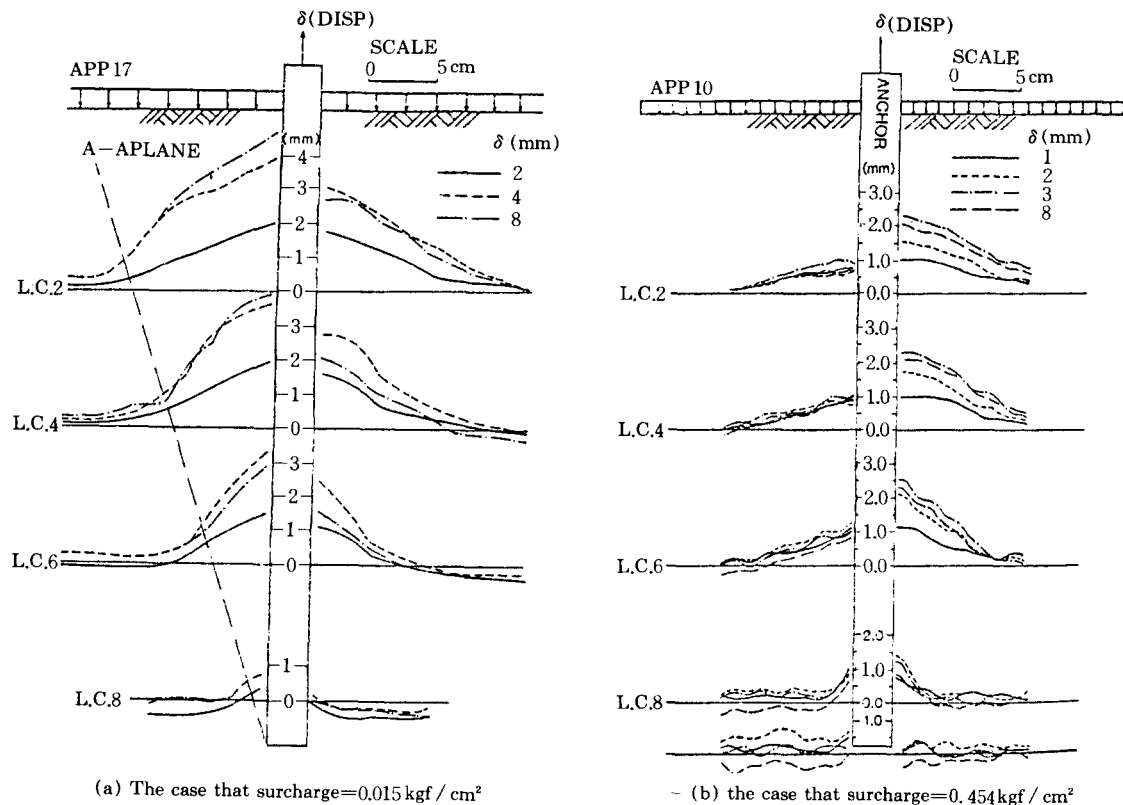 δ(DISP)
SCALE
0 5 cm
APP 17
(mm)
δ (mm)
A-APLANE
2
4
8
4
3
2
1
0
L.C.2
3
2
1
0
L.C.4
3
2
1
0
L.C.6
1
0
L.C.8
(a) The case that surcharge=0.015 kgf / cm²
δ(DISP)
SCALE
0 5 cm
APP 10
ANCHOR
(mm)
δ (mm)
1
2
3
8
3.0
2.0
1.0
0.0
L.C.2
3.0
2.0
1.0
0.0
L.C.4
3.0
2.0
1.0
0.0
L.C.6
2.0
1.0
0.0
1.0
L.C.8
(b) the case that surcharge=0.454 kgf / cm²